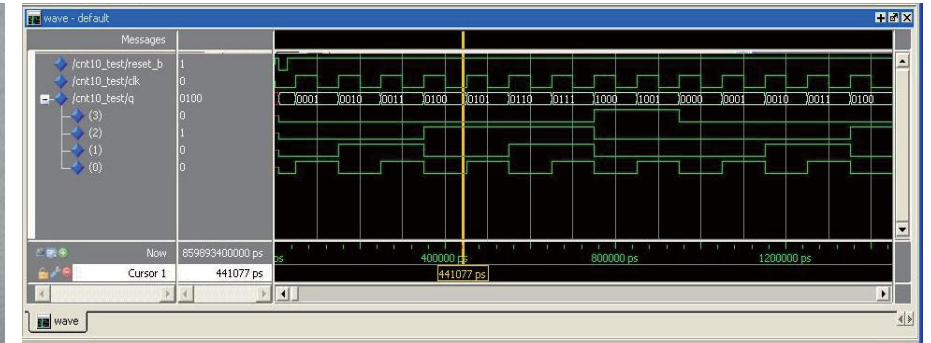 wave - default
Messages
/cnt10_test/reset_b 1
/cnt10_test/clk 0
/cnt10_test/q 0100 0001 0010 0011 0100 0101 0110 0111 1000 1001 0000 0001 0010 0011 0100
(3) 0
(2) 1
(1) 0
(0) 0
Now 859893400000 ps ps 400000 ps 800000 ps 1200000 ps
Cursor 1 441077 ps 441077 ps
wave